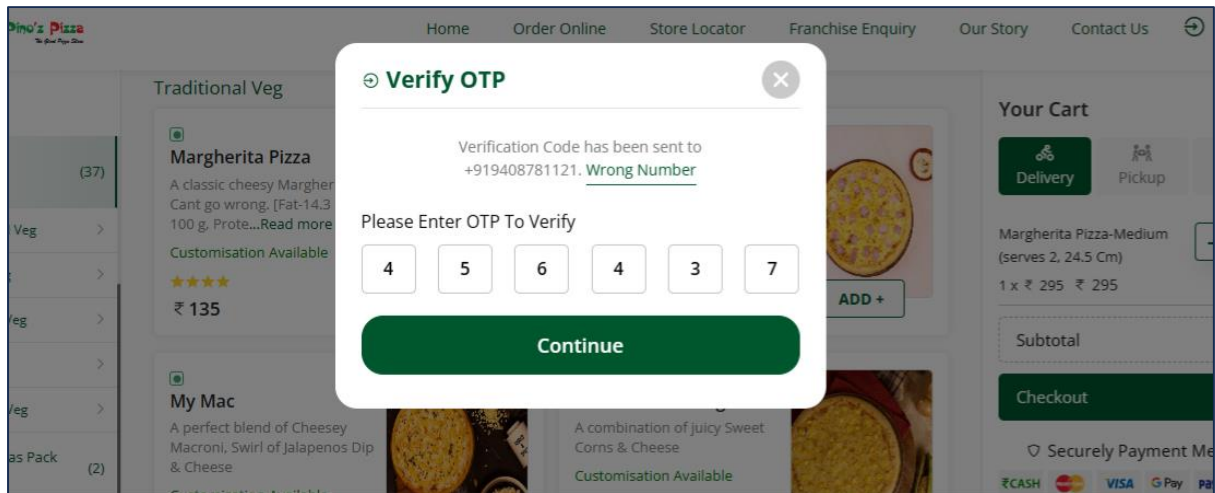 Pino'z Pizza
Home Order Online Store Locator Franchise Enquiry Our Story Contact Us
Verify OTP
Verification Code has been sent to
+919408781121. Wrong Number
Please Enter OTP To Verify
4 5 6 4 3 7
Continue
(37)
Veg
Veg
Veg
as Pack
(2)
Traditional Veg
Margherita Pizza
A classic cheesy Margher
Cant go wrong. [Fat-14.3
100 g, Prote...Read more
Customisation Available
₹ 135
ADD +
My Mac
A perfect blend of Cheesey
Macroni, Swirl of Jalapenos Dip
& Cheese
A combination of juicy Sweet
Corns & Cheese
Customisation Available
Your Cart
Delivery Pickup
Margherita Pizza-Medium
(serves 2, 24.5 Cm)
1 x ₹ 295 ₹ 295
Subtotal
Checkout
Securely Payment Me
₹CASH VISA G Pay